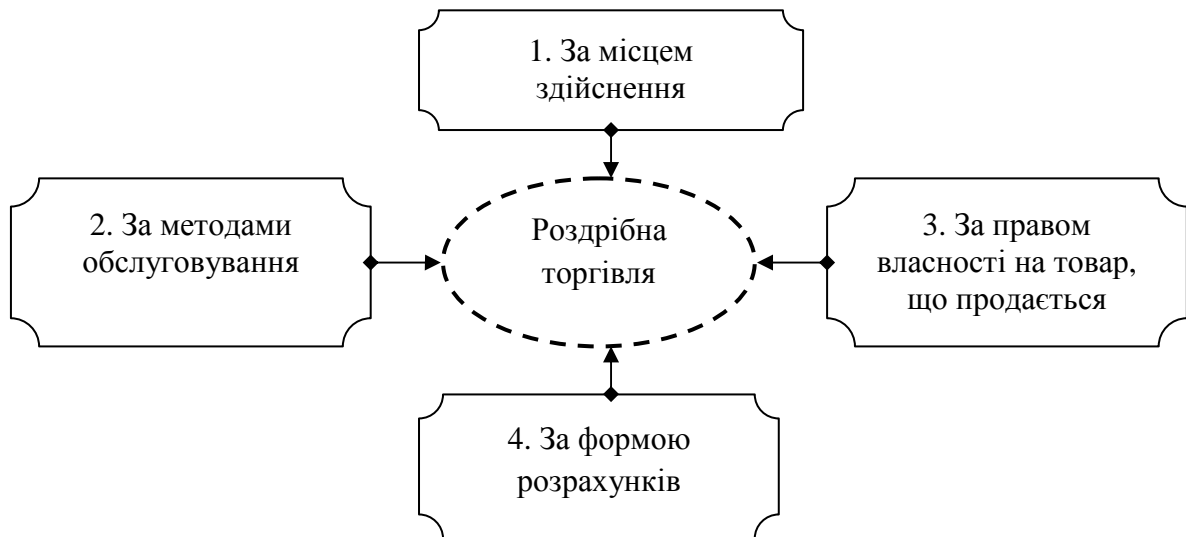 1. За місцем
здійснення
2. За методами
обслуговування
Роздрібна
торгівля
3. За правом
власності на товар,
що продається
4. За формою
розрахунків